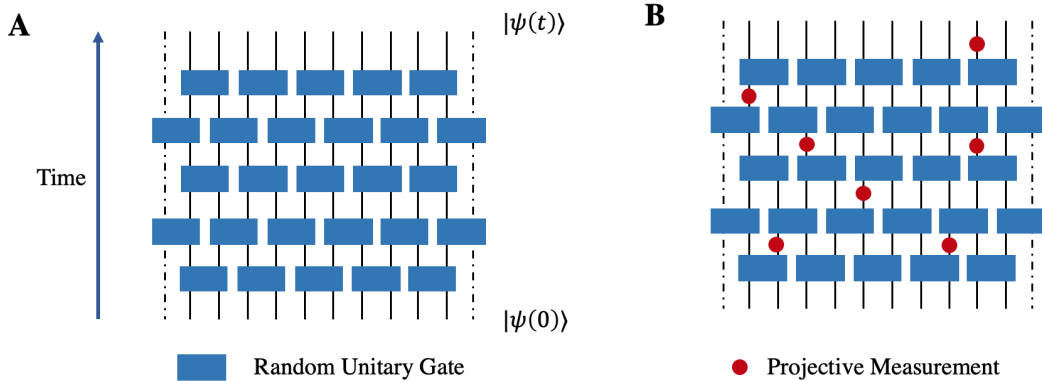 A
|ψ(t)⟩
B
Time
|ψ(0)⟩
Random Unitary Gate
Projective Measurement